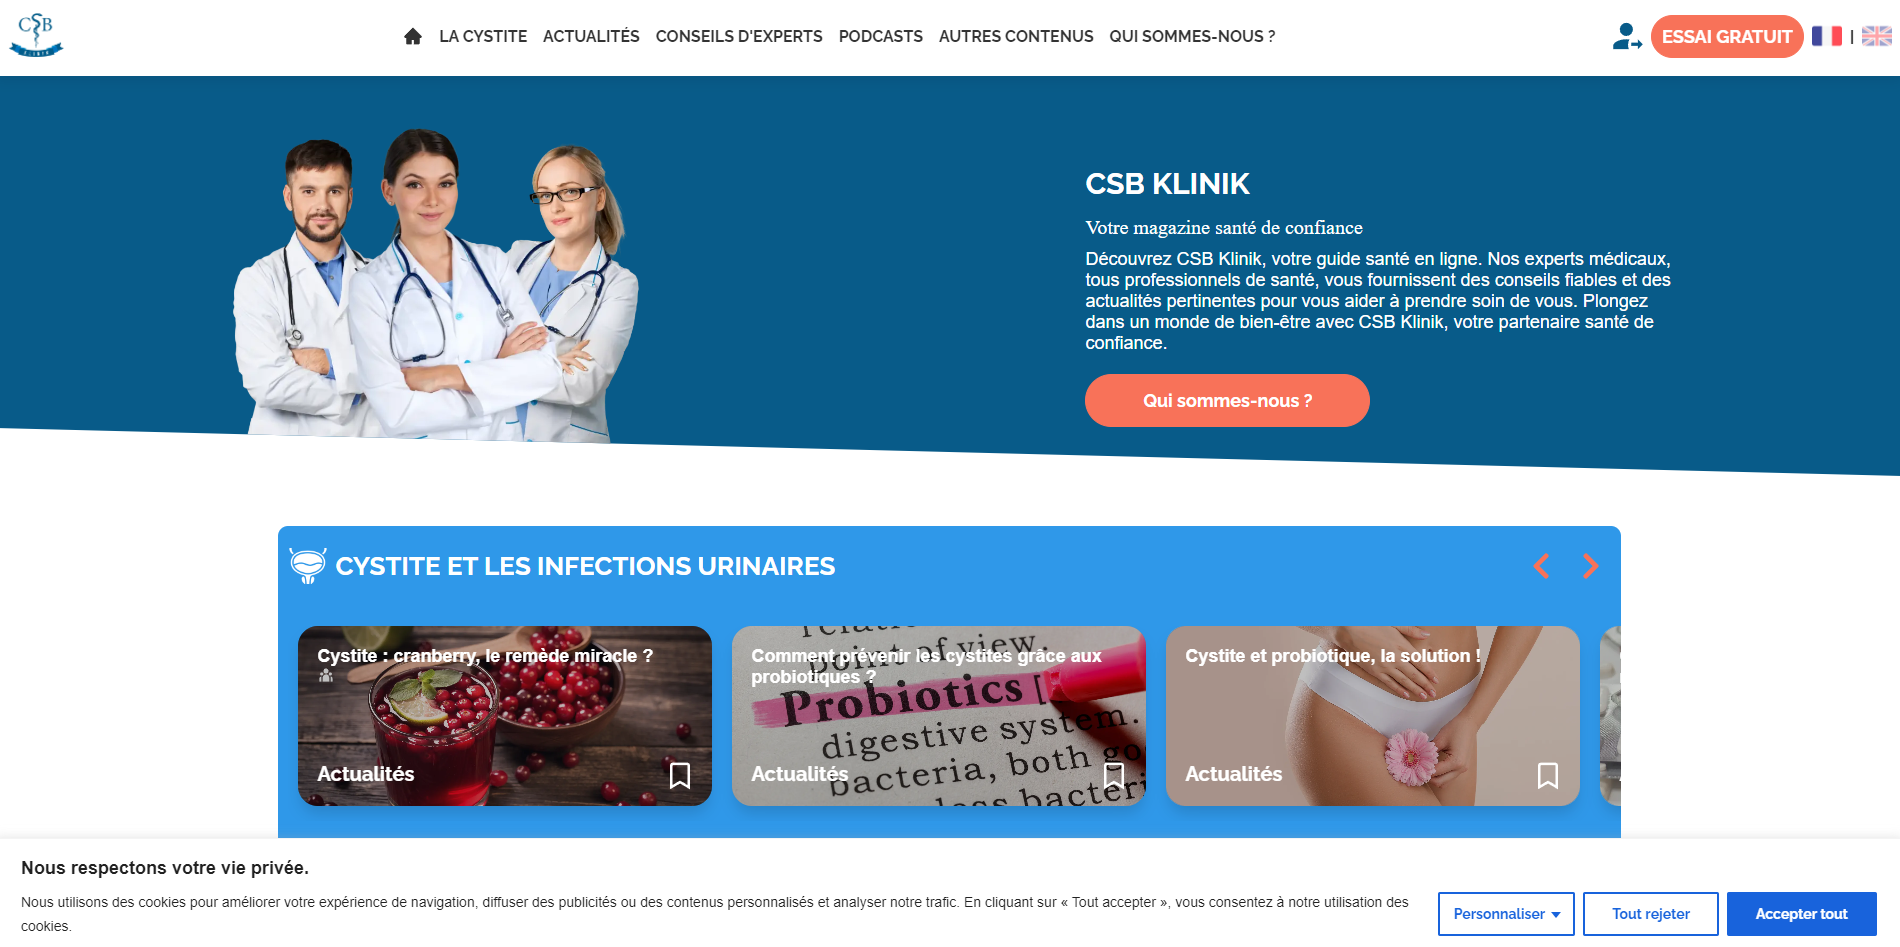 CSB
LA CYSTITE
ACTUALITÉS
CONSEILS D'EXPERTS
PODCASTS
AUTRES CONTENUS
QUI SOMMES-NOUS ?
ESSAI GRATUIT
|
CSB KLINIK
Votre magazine santé de confiance
Découvrez CSB Klinik, votre guide santé en ligne. Nos experts médicaux,
tous professionnels de santé, vous fournissent des conseils fiables et des
actualités pertinentes pour vous aider à prendre soin de vous. Plongez
dans un monde de bien-être avec CSB Klinik, votre partenaire santé de
confiance.
Qui sommes-nous ?
CYSTITE ET LES INFECTIONS URINAIRES
Cystite : cranberry, le remède miracle ?
Actualités
point of view.
Comment prévenir les cystites grâce aux
probiotiques ?
Probiotics [
digestive system.
bacteria, both
Actualités
Cystite et probiotique, la solution !
Actualités
Nous respectons votre vie privée.
Nous utilisons des cookies pour améliorer votre expérience de navigation, diffuser des publicités ou des contenus personnalisés et analyser notre trafic. En cliquant sur « Tout accepter », vous consentez à notre utilisation des
cookies.
Personnaliser
Tout rejeter
Accepter tout